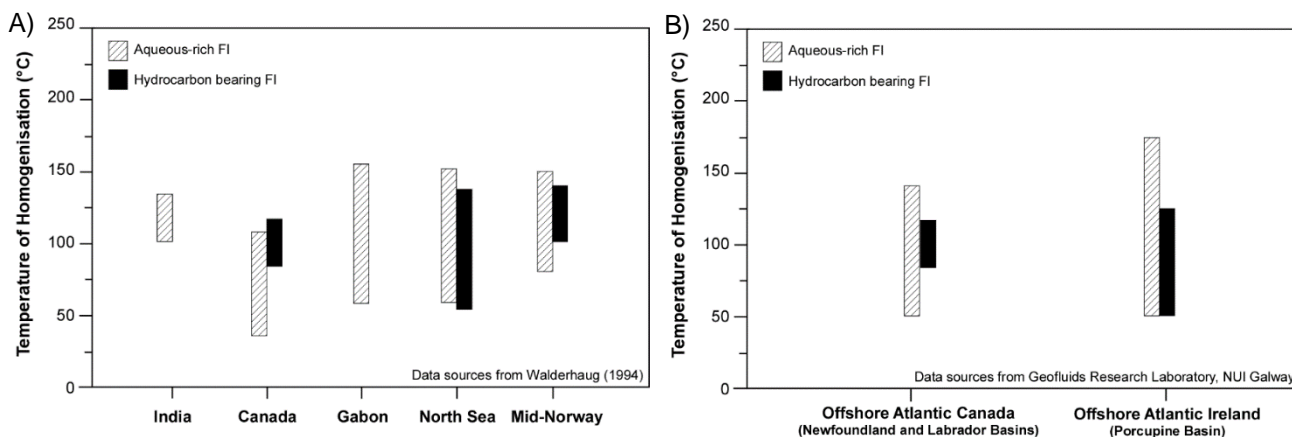 A)
Temperature of Homogenisation (°C)
250
200
150
100
50
0
Aqueous-rich FI
Hydrocarbon bearing FI
Data sources from Walderhaug (1994)
India Canada Gabon North Sea Mid-Norway
B)
Temperature of Homogenisation (°C)
250
200
150
100
50
0
Aqueous-rich FI
Hydrocarbon bearing FI
Data sources from Geofluids Research Laboratory, NUI Galway
Offshore Atlantic Canada
(Newfoundland and Labrador Basins)
Offshore Atlantic Ireland
(Porcupine Basin)